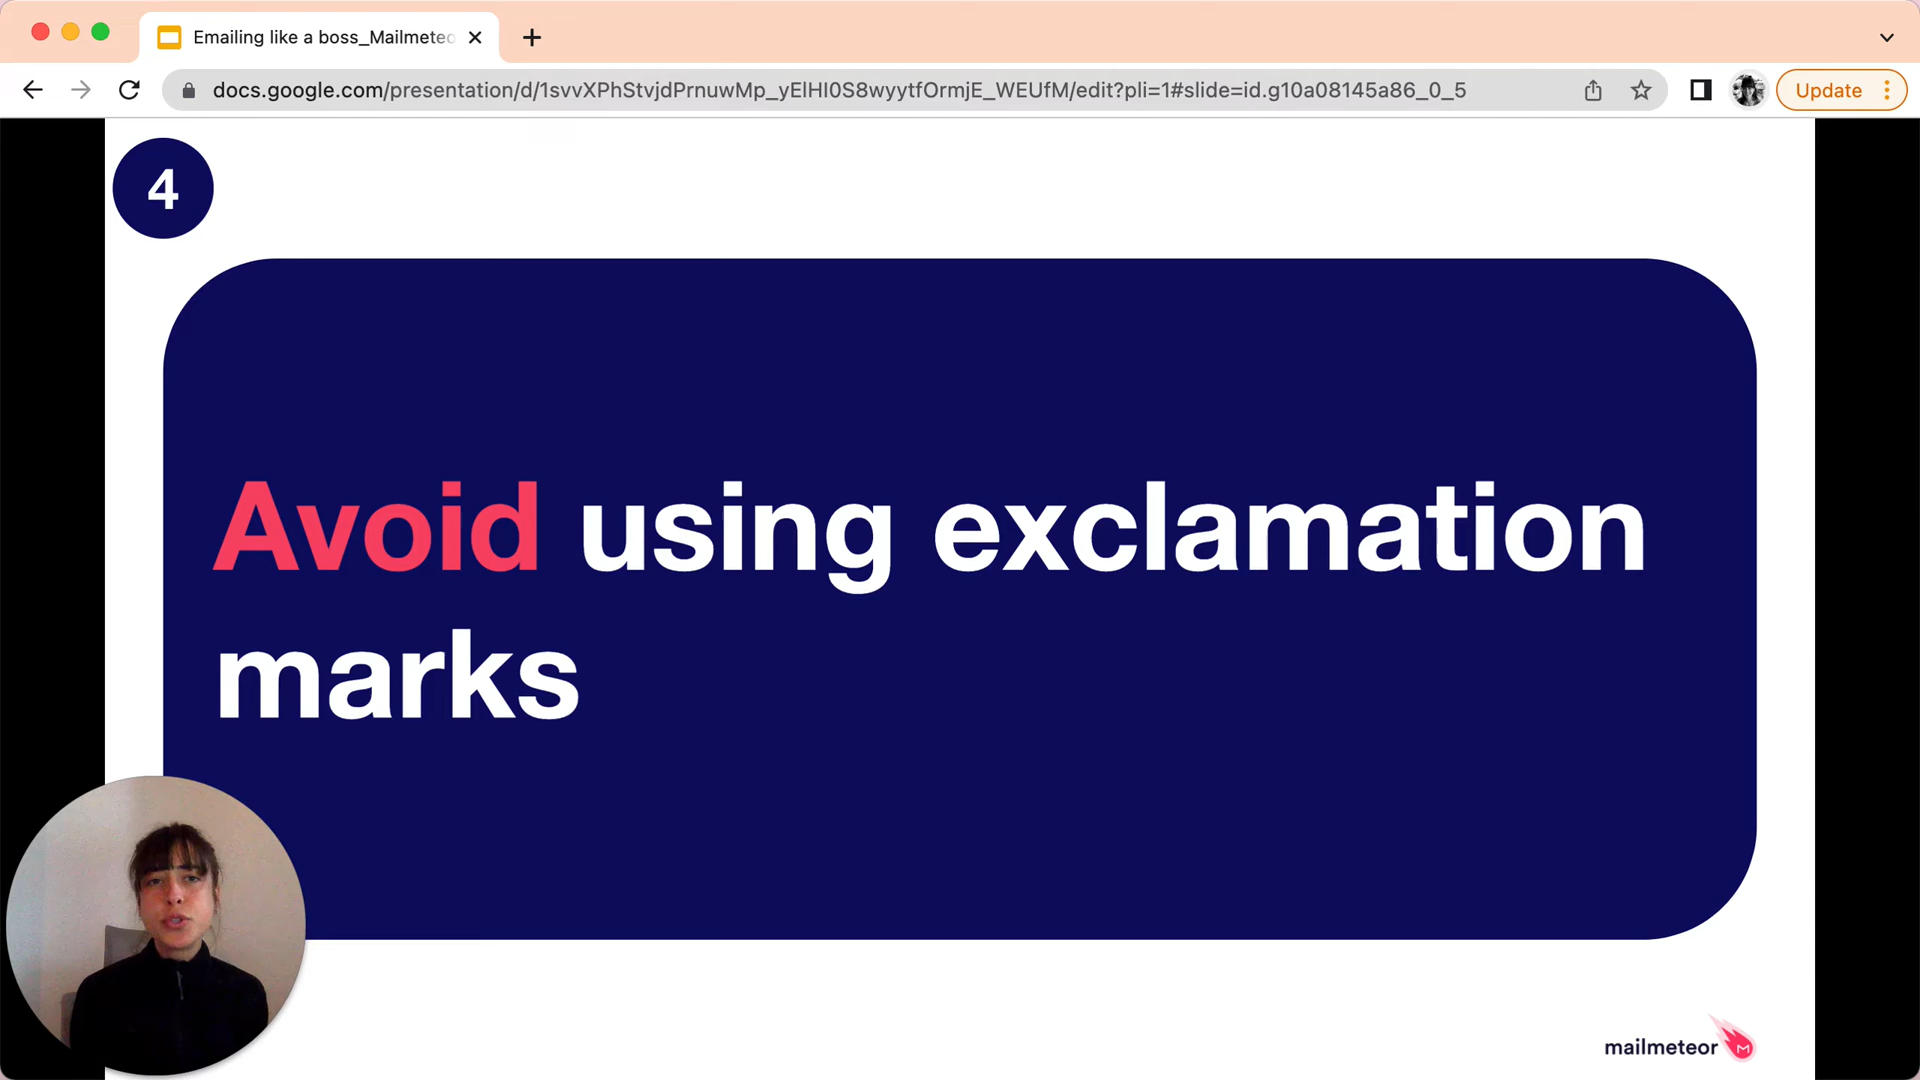 Emailing like a boss_Mailmeteo
docs.google.com/presentation/d/1svvXPhStvjdPrnuwMp_yElHI0S8wyytfOrmjE_WEUfM/edit?pli=1#slide=id.g10a08145a86_0_5
Update
4
Avoid using exclamation
marks
mailmeteor
M